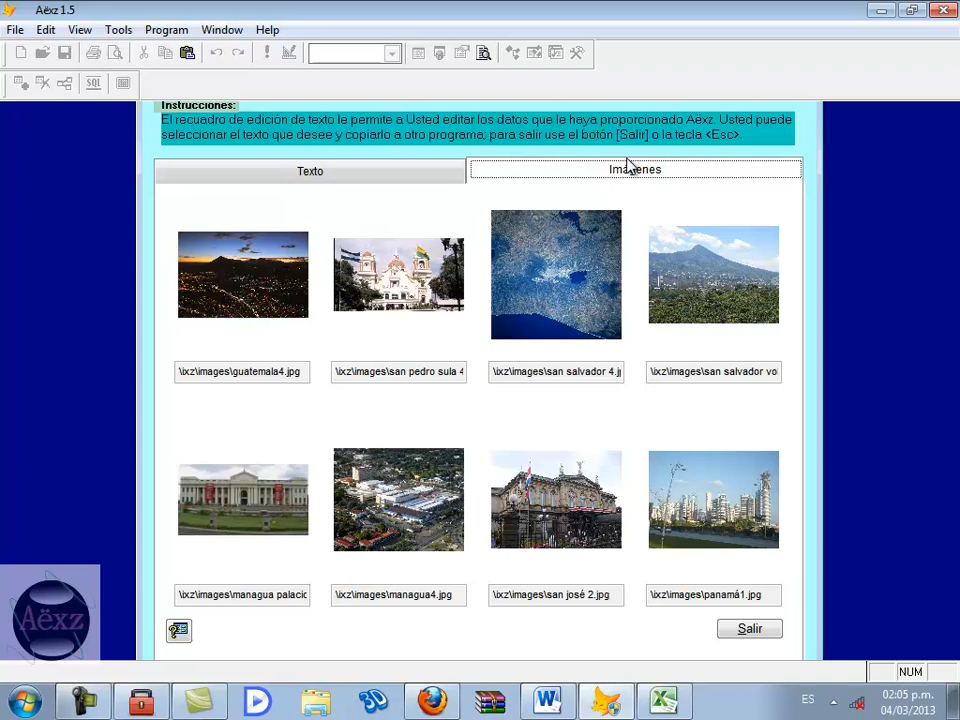 Aëxz 1.5
File Edit View Tools Program Window Help
SQL
Instrucciones:
El recuadro de edición de texto le permite a Usted editar los datos que le haya proporcionado Aëxz. Usted puede
seleccionar el texto que desee y copiarlo a otro programa; para salir use el botón [Salir] o la tecla <Esc>.
Texto
Imágenes
\ixz\images\guatemala4.jpg
\ixz\images\san pedro sula 4
\ixz\images\san salvador 4.j
\ixz\images\san salvador vol
\ixz\images\managua palacio
\ixz\images\managua4.jpg
\ixz\images\san josé 2.jpg
\ixz\images\panamá1.jpg
Aëxz
Salir
NUM
ES
02:05 p.m.
04/03/2013